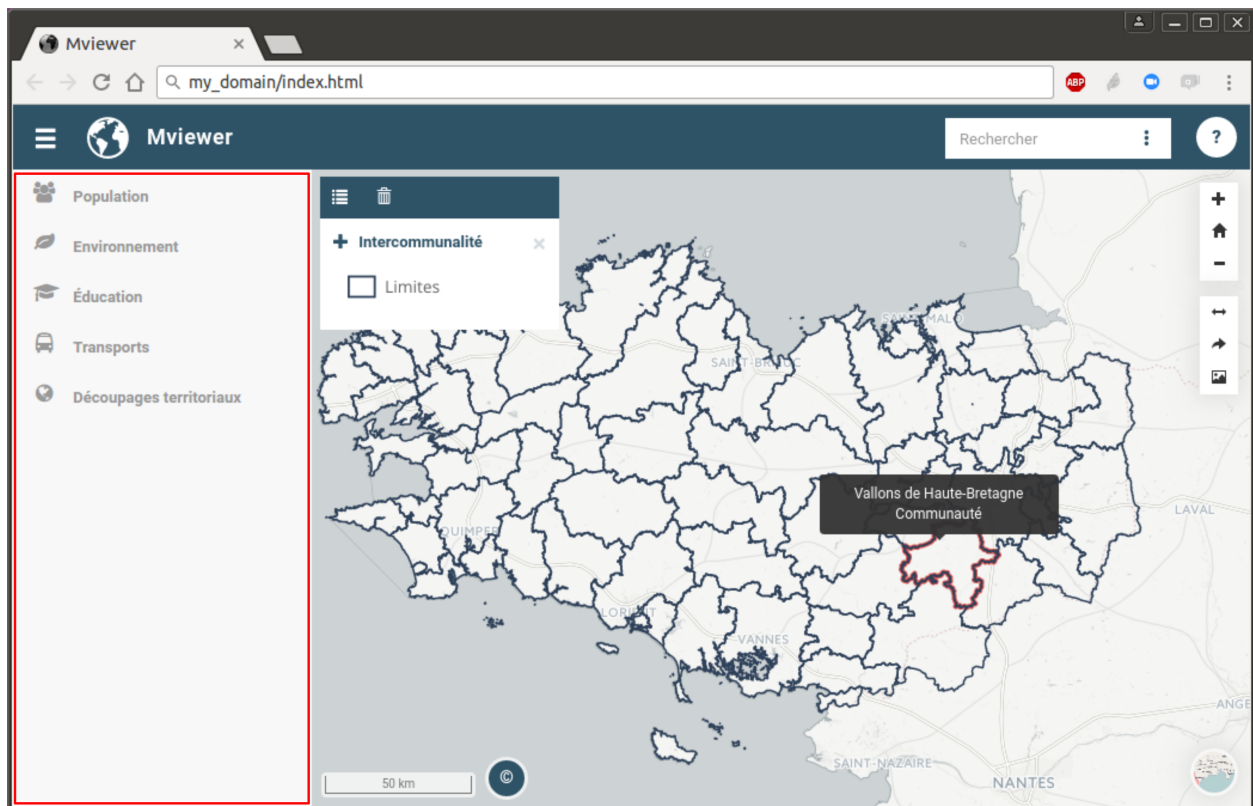 Mviewer
my_domain/index.html
ABP
Mviewer
Rechercher
?
Population
Environnement
Éducation
Transports
Découpages territoriaux
Intercommunalité
Limites
SAINT-MALO
SAINT-BRIEUC
Vallons de Haute-Bretagne
Communauté
LAVAL
QUIMPER
LORIENT
VANNES
ANGE
SAINT-NAZAIRE
NANTES
50 km
©